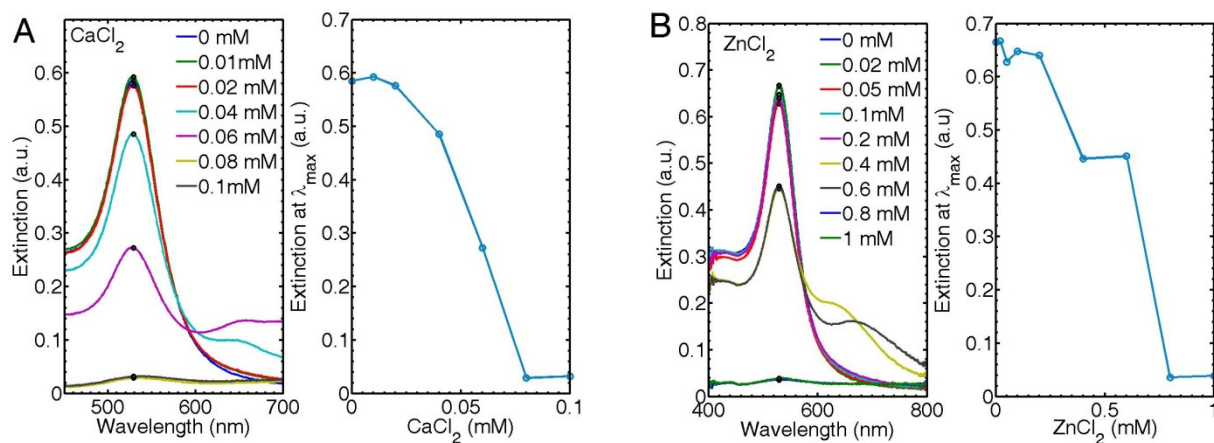 A
CaCl2
0 mM
0.01mM
0.02 mM
0.04 mM
0.06 mM
0.08 mM
0.1mM
Extinction (a.u.)
0.6
0.5
0.4
0.3
0.2
0.1
0
500
600
700
Wavelength (nm)
Extinction at λmax (a.u.)
0.7
0.6
0.5
0.4
0.3
0.2
0.1
0
0
0.05
0.1
CaCl2 (mM)
B
ZnCl2
0 mM
0.02 mM
0.05 mM
0.1mM
0.2 mM
0.4 mM
0.6 mM
0.8 mM
1 mM
Extinction (a.u.)
0.8
0.7
0.6
0.5
0.4
0.3
0.2
0.1
0
400
600
800
Wavelength (nm)
Extinction at λmax (a.u)
0.7
0.6
0.5
0.4
0.3
0.2
0.1
0
0
0.5
1
ZnCl2 (mM)